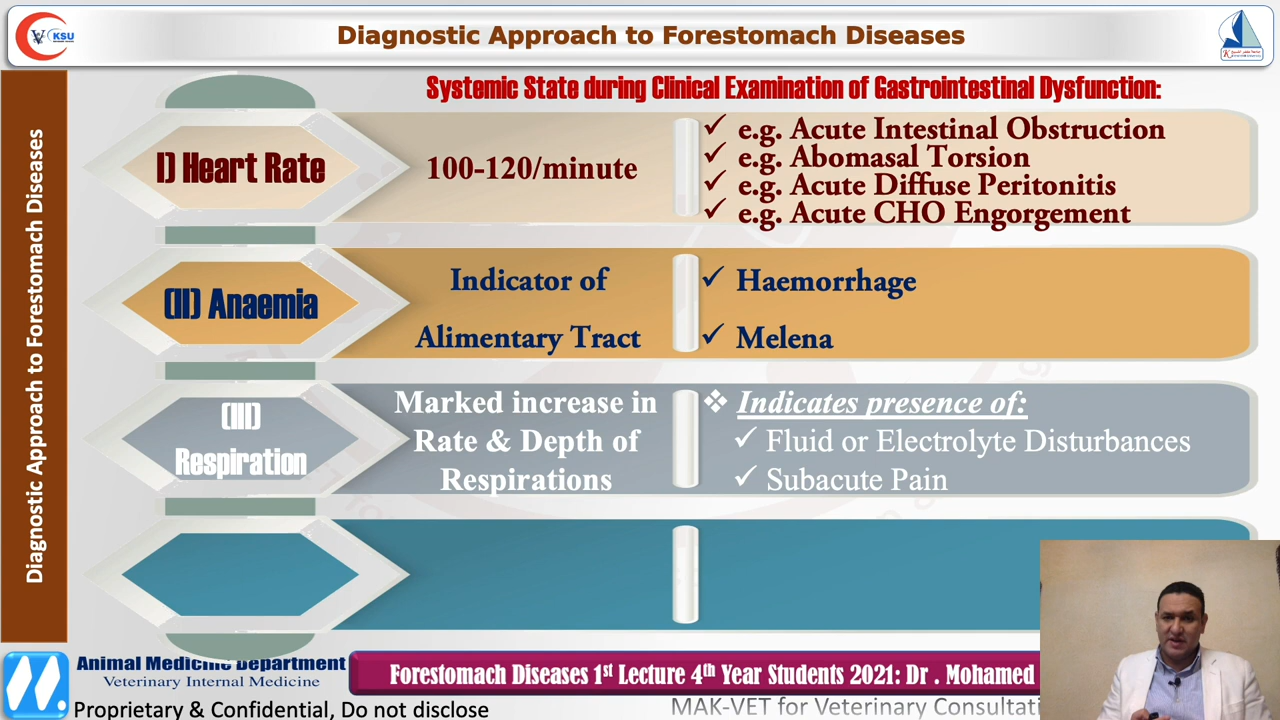 KSU
Diagnostic Approach to Forestomach Diseases
Diagnostic Approach to Forestomach Diseases
Systemic State during Clinical Examination of Gastrointestinal Dysfunction:
I) Heart Rate
100-120/minute
✓ e.g. Acute Intestinal Obstruction
✓ e.g. Abomasal Torsion
✓ e.g. Acute Diffuse Peritonitis
✓ e.g. Acute CHO Engorgement
(II) Anaemia
Indicator of
Alimentary Tract
✓ Haemorrhage
✓ Melena
(III)
Respiration
Marked increase in
Rate & Depth of
Respirations
❖ Indicates presence of:
✓ Fluid or Electrolyte Disturbances
✓ Subacute Pain
Animal Medicine Department
Veterinary Internal Medicine
Forestomach Diseases 1st Lecture 4th Year Students 2021: Dr . Mohamed
Proprietary & Confidential, Do not disclose
MAK-VET for Veterinary Consultati